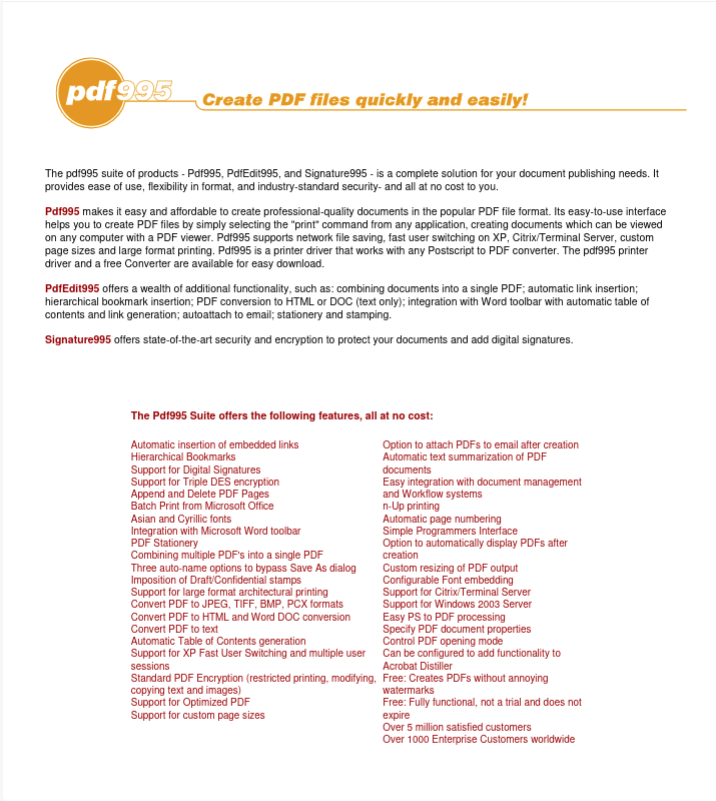 pdf995
Create PDF files quickly and easily!
The pdf995 suite of products - Pdf995, PdfEdit995, and Signature995 - is a complete solution for your document publishing needs. It
provides ease of use, flexibility in format, and industry-standard security- and all at no cost to you.
Pdf995 makes it easy and affordable to create professional-quality documents in the popular PDF file format. Its easy-to-use interface
helps you to create PDF files by simply selecting the "print" command from any application, creating documents which can be viewed
on any computer with a PDF viewer. Pdf995 supports network file saving, fast user switching on XP, Citrix/Terminal Server, custom
page sizes and large format printing. Pdf995 is a printer driver that works with any Postscript to PDF converter. The pdf995 printer
driver and a free Converter are available for easy download.
PdfEdit995 offers a wealth of additional functionality, such as: combining documents into a single PDF; automatic link insertion;
hierarchical bookmark insertion; PDF conversion to HTML or DOC (text only); integration with Word toolbar with automatic table of
contents and link generation; autoattach to email; stationery and stamping.
Signature995 offers state-of-the-art security and encryption to protect your documents and add digital signatures.
The Pdf995 Suite offers the following features, all at no cost:
Automatic insertion of embedded links
Hierarchical Bookmarks
Support for Digital Signatures
Support for Triple DES encryption
Append and Delete PDF Pages
Batch Print from Microsoft Office
Asian and Cyrillic fonts
Integration with Microsoft Word toolbar
PDF Stationery
Combining multiple PDF's into a single PDF
Three auto-name options to bypass Save As dialog
Imposition of Draft/Confidential stamps
Support for large format architectural printing
Convert PDF to JPEG, TIFF, BMP, PCX formats
Convert PDF to HTML and Word DOC conversion
Convert PDF to text
Automatic Table of Contents generation
Support for XP Fast User Switching and multiple user
sessions
Standard PDF Encryption (restricted printing, modifying,
copying text and images)
Support for Optimized PDF
Support for custom page sizes
Option to attach PDFs to email after creation
Automatic text summarization of PDF
documents
Easy integration with document management
and Workflow systems
n-Up printing
Automatic page numbering
Simple Programmers Interface
Option to automatically display PDFs after
creation
Custom resizing of PDF output
Configurable Font embedding
Support for Citrix/Terminal Server
Support for Windows 2003 Server
Easy PS to PDF processing
Specify PDF document properties
Control PDF opening mode
Can be configured to add functionality to
Acrobat Distiller
Free: Creates PDFs without annoying
watermarks
Free: Fully functional, not a trial and does not
expire
Over 5 million satisfied customers
Over 1000 Enterprise Customers worldwide